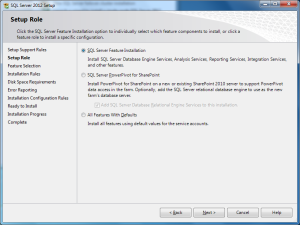 SQL Server 2012 Setup
Setup Role
Click the SQL Server Feature Installation option to individually select which feature components to install, or click a
feature role to install a specific configuration.
Setup Support Rules
Setup Role
Feature Selection
Installation Rules
Disk Space Requirements
Error Reporting
Installation Configuration Rules
Ready to Install
Installation Progress
Complete
SQL Server Feature Installation
Install SQL Server Database Engine Services, Analysis Services, Reporting Services, Integration Services,
and other features.
SQL Server PowerPivot for SharePoint
Install PowerPivot for SharePoint on a new or existing SharePoint 2010 server to support PowerPivot
data access in the farm. Optionally, add the SQL Server relational database engine to use as the new
farm's database server.
Add SQL Server Database Relational Engine Services to this installation.
All Features With Defaults
Install all features using default values for the service accounts.
< Back
Next >
Cancel
Help